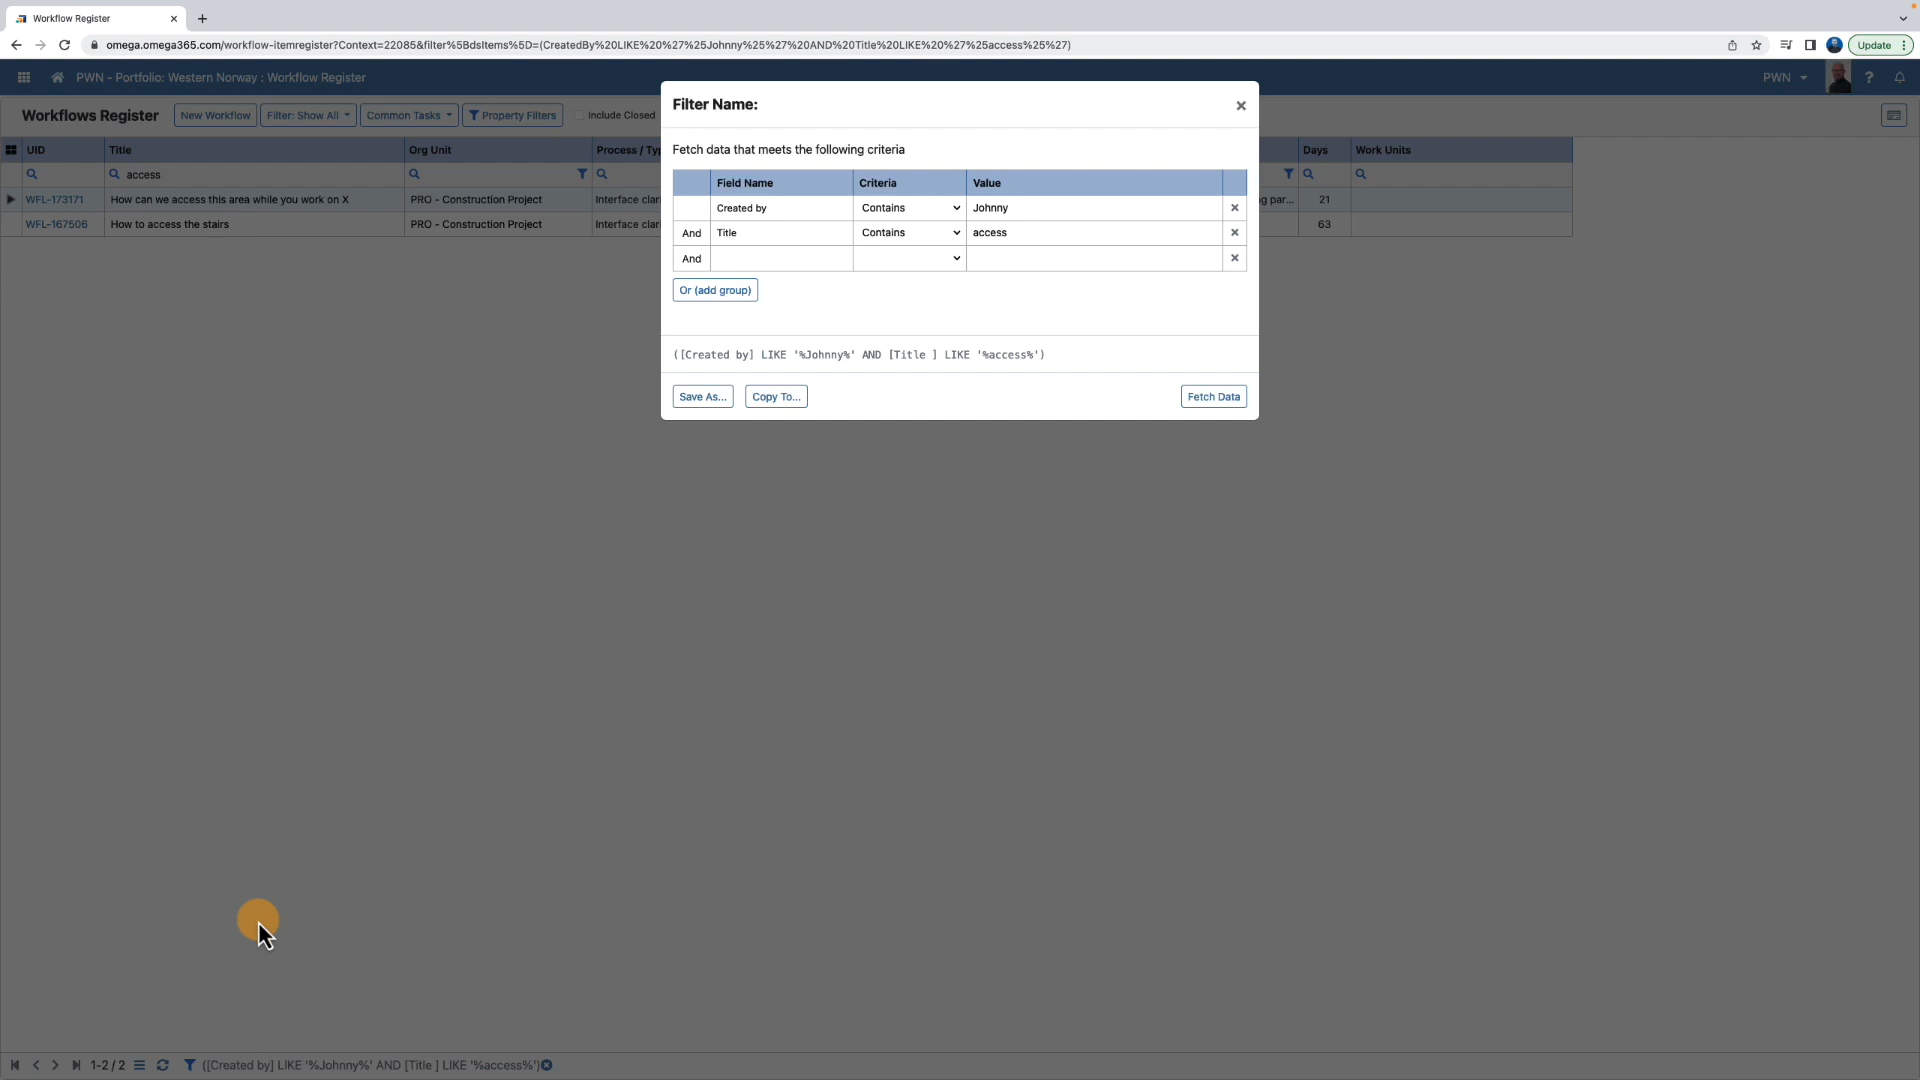 Workflow Register
omega.omega365.com/workflow-itemregister?Context=22085&filter%5BdsItems%5D=(CreatedBy%20LIKE%20%27%25Johnny%25%27%20AND%20Title%20LIKE%20%27%25access%25%27)
Update
PWN - Portfolio: Western Norway : Workflow Register
PWN
?
Workflows Register
New Workflow
Filter: Show All
Common Tasks
Property Filters
Include Closed
UID
Title
Org Unit
Process / Typ
Days
Work Units
access
WFL-173171
How can we access this area while you work on X
PRO - Construction Project
Interface clari
g par...
21
WFL-167506
How to access the stairs
PRO - Construction Project
Interface clari
63
Filter Name:
Fetch data that meets the following criteria
Field Name
Criteria
Value
Created by
Contains
Johnny
And
Title
Contains
access
And
Or (add group)
([Created by] LIKE '%Johnny%' AND [Title ] LIKE '%access%')
Save As...
Copy To...
Fetch Data
1-2 / 2
([Created by] LIKE '%Johnny%' AND [Title ] LIKE '%access%')